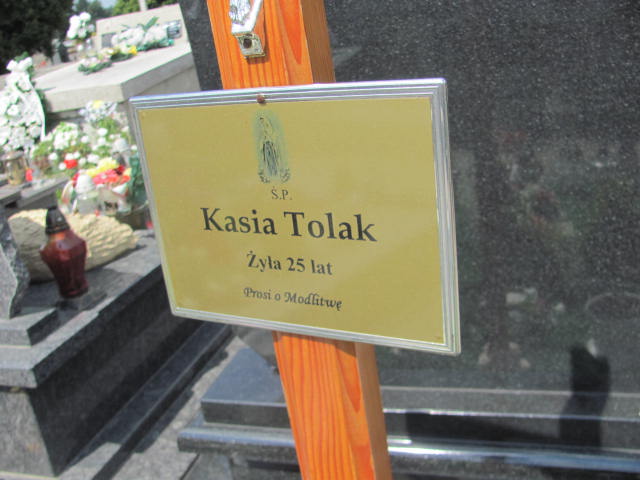 Ś.P.
Kasia Tolak
Żyła 25 lat
Prosi o Modlitwę